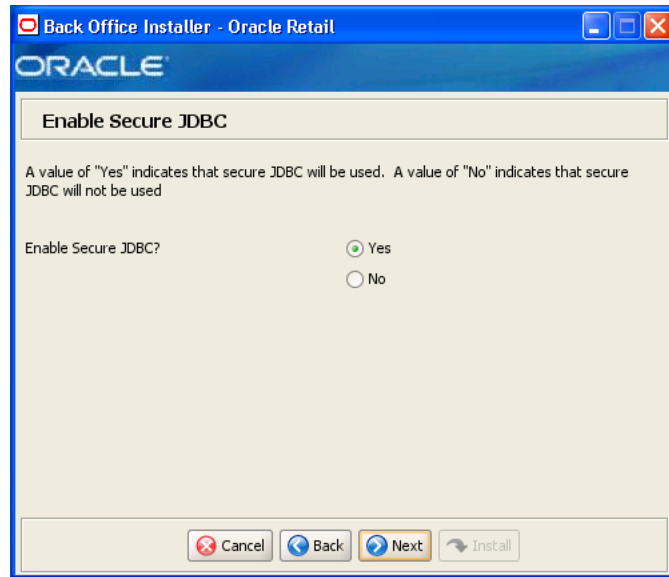 Back Office Installer - Oracle Retail
ORACLE
Enable Secure JDBC
A value of "Yes" indicates that secure JDBC will be used. A value of "No" indicates that secure
JDBC will not be used
Enable Secure JDBC?
Yes
No
Cancel
Back
Next
Install